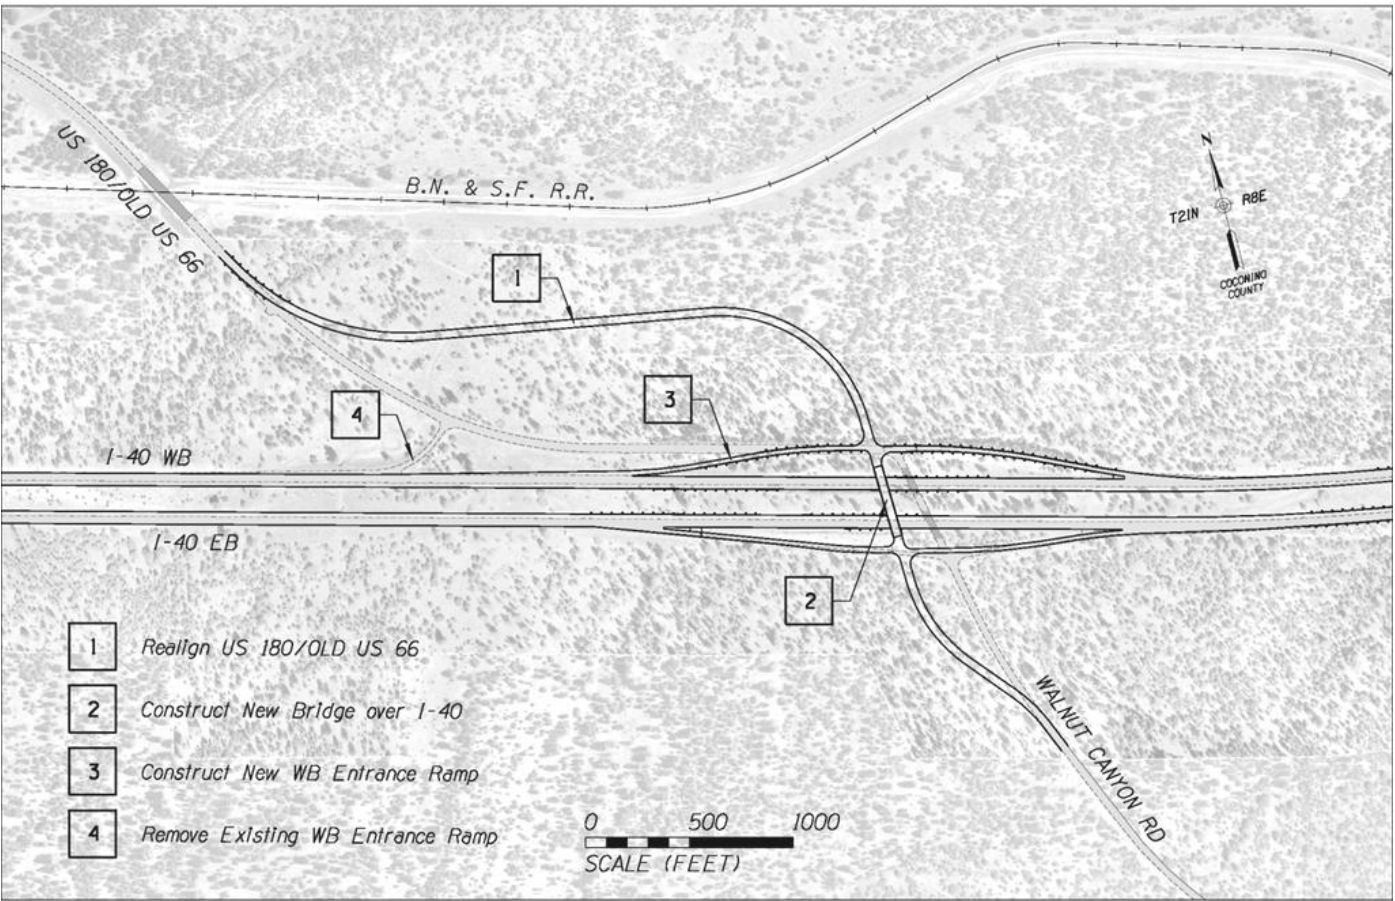 US 180/OLD US 66
B.N. & S.F. R.R.
N
T21N
R8E
COCONINO
COUNTY
1
3
4
I-40 WB
I-40 EB
2
1 Realign US 180/OLD US 66
2 Construct New Bridge over I-40
3 Construct New WB Entrance Ramp
4 Remove Existing WB Entrance Ramp
WALNUT CANYON RD
0 500 1000
SCALE (FEET)